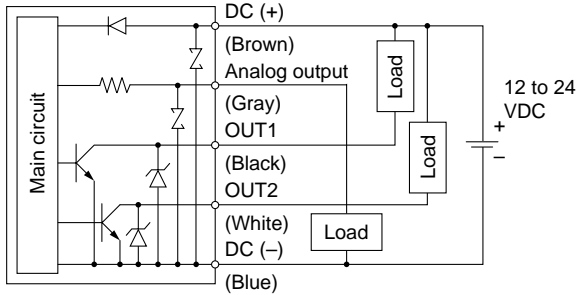 DC (+)
(Brown)
Analog output
(Gray)
OUT1
(Black)
OUT2
(White)
DC (–)
(Blue)
Main circuit
Load
Load
Load
12 to 24
VDC
+
–